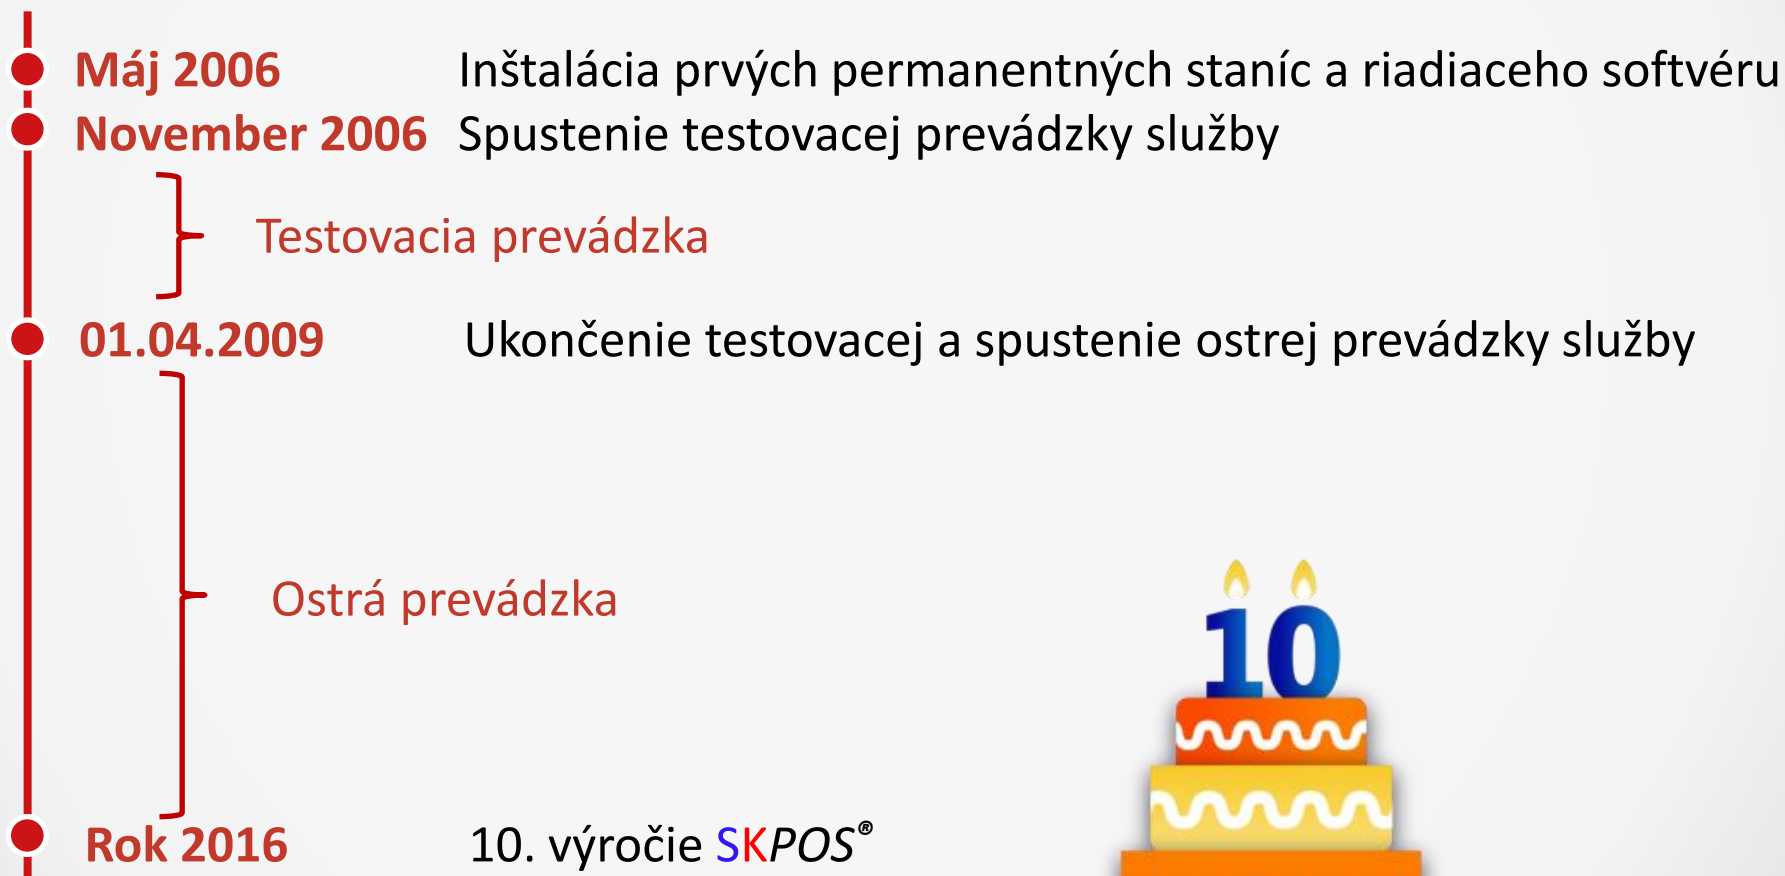 Máj 2006 Inštalácia prvých permanentných staníc a riadiaceho softvéru
November 2006 Spustenie testovacej prevádzky služby
Testovacia prevádzka
01.04.2009 Ukončenie testovacej a spustenie ostrej prevádzky služby
Ostrá prevádzka
10
Rok 2016 10. výročie SKPOS®